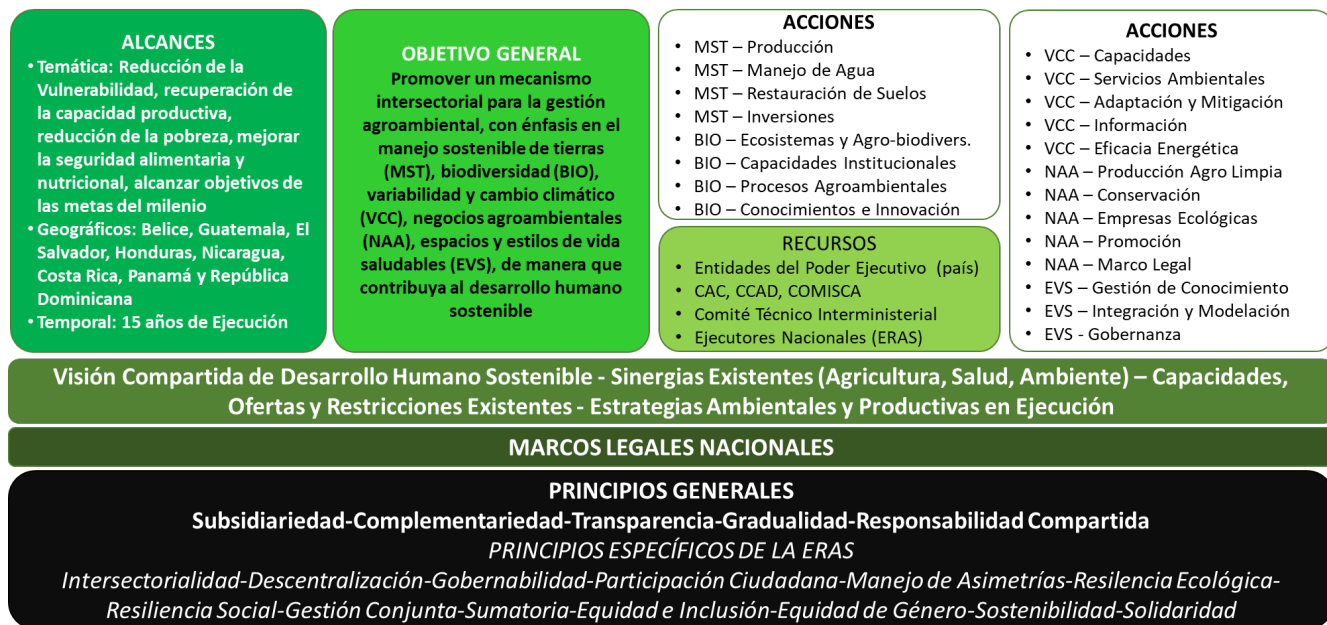 ALCANCES
• Temática: Reducción de la
Vulnerabilidad, recuperación de
la capacidad productiva,
reducción de la pobreza, mejorar
la seguridad alimentaria y
nutricional, alcanzar objetivos de
las metas del milenio
• Geográficos: Belice, Guatemala, El
Salvador, Honduras, Nicaragua,
Costa Rica, Panamá y República
Dominicana
• Temporal: 15 años de Ejecución
OBJETIVO GENERAL
Promover un mecanismo
intersectorial para la gestión
agroambiental, con énfasis en el
manejo sostenible de tierras
(MST), biodiversidad (BIO),
variabilidad y cambio climático
(VCC), negocios agroambientales
(NAA), espacios y estilos de vida
saludables (EVS), de manera que
contribuya al desarrollo humano
sostenible
ACCIONES
• MST – Producción
• MST – Manejo de Agua
• MST – Restauración de Suelos
• MST – Inversiones
• BIO – Ecosistemas y Agro-biodivers.
• BIO – Capacidades Institucionales
• BIO – Procesos Agroambientales
• BIO – Conocimientos e Innovación
RECURSOS
• Entidades del Poder Ejecutivo (país)
• CAC, CCAD, COMISCA
• Comité Técnico Interministerial
• Ejecutores Nacionales (ERAS)
ACCIONES
• VCC – Capacidades
• VCC – Servicios Ambientales
• VCC – Adaptación y Mitigación
• VCC – Información
• VCC – Eficacia Energética
• NAA – Producción Agro Limpia
• NAA – Conservación
• NAA – Empresas Ecológicas
• NAA – Promoción
• NAA – Marco Legal
• EVS – Gestión de Conocimiento
• EVS – Integración y Modelación
• EVS - Gobernanza
Visión Compartida de Desarrollo Humano Sostenible - Sinergias Existentes (Agricultura, Salud, Ambiente) – Capacidades,
Ofertas y Restricciones Existentes - Estrategias Ambientales y Productivas en Ejecución
MARCOS LEGALES NACIONALES
PRINCIPIOS GENERALES
Subsidiariedad-Complementariedad-Transparencia-Gradualidad-Responsabilidad Compartida
PRINCIPIOS ESPECÍFICOS DE LA ERAS
Intersectorialidad-Descentralización-Gobernabilidad-Participación Ciudadana-Manejo de Asimetrías-Resilencia Ecológica-
Resiliencia Social-Gestión Conjunta-Sumatoria-Equidad e Inclusión-Equidad de Género-Sostenibilidad-Solidaridad